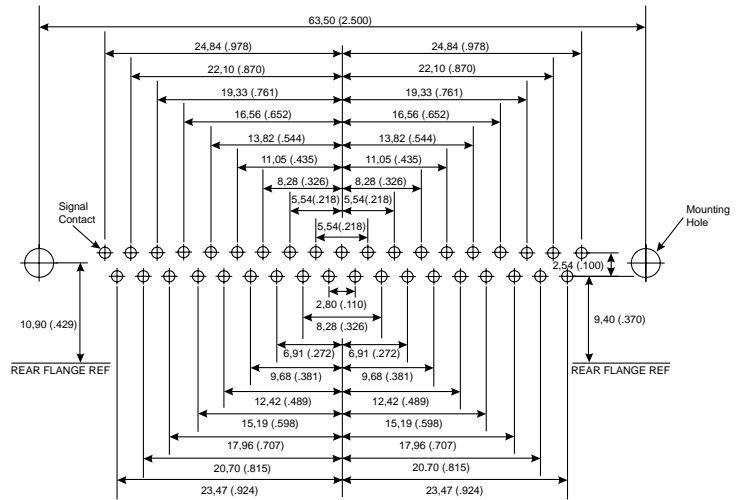 63,50 (2.500)
24,84 (.978) 24,84 (.978)
22,10 (.870) 22,10 (.870)
19,33 (.761) 19,33 (.761)
16,56 (.652) 16,56 (.652)
13,82 (.544) 13,82 (.544)
11,05 (.435) 11,05 (.435)
8,28 (.326) 8,28 (.326)
5,54(.218) 5,54(.218)
Signal
Contact
Mounting
Hole
5,54(.218)
2,54 (.100)
2,80 (.110)
10,90 (.429)
9,40 (.370)
8,28 (.326)
6,91 (.272) 6,91 (.272)
REAR FLANGE REF REAR FLANGE REF
9,68 (.381) 9,68 (.381)
12,42 (.489) 12,42 (.489)
15,19 (.598) 15,19 (.598)
17,96 (.707) 17,96 (.707)
20,70 (.815) 20.70 (.815)
23,47 (.924) 23,47 (.924)